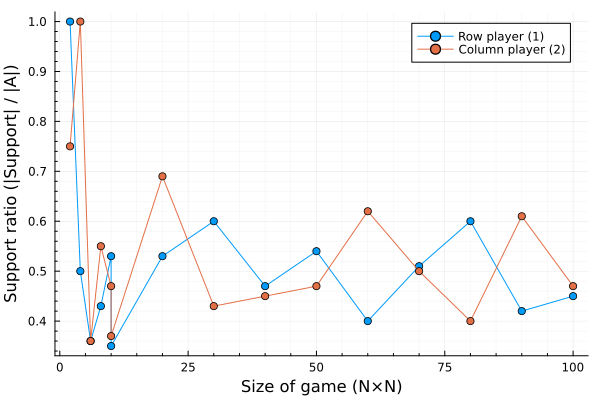 Row player (1)
Column player (2)
Support ratio (|Support| / |A|)
1.0
0.9
0.8
0.7
0.6
0.5
0.4
0 25 50 75 100
Size of game (N×N)